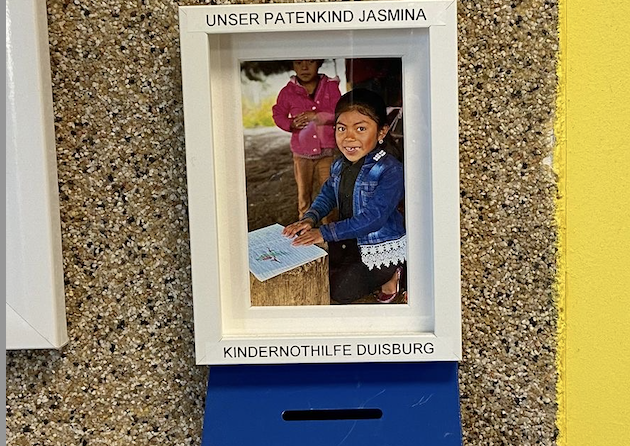 UNSER PATENKIND JASMINA
KINDERNOTHILFE DUISBURG